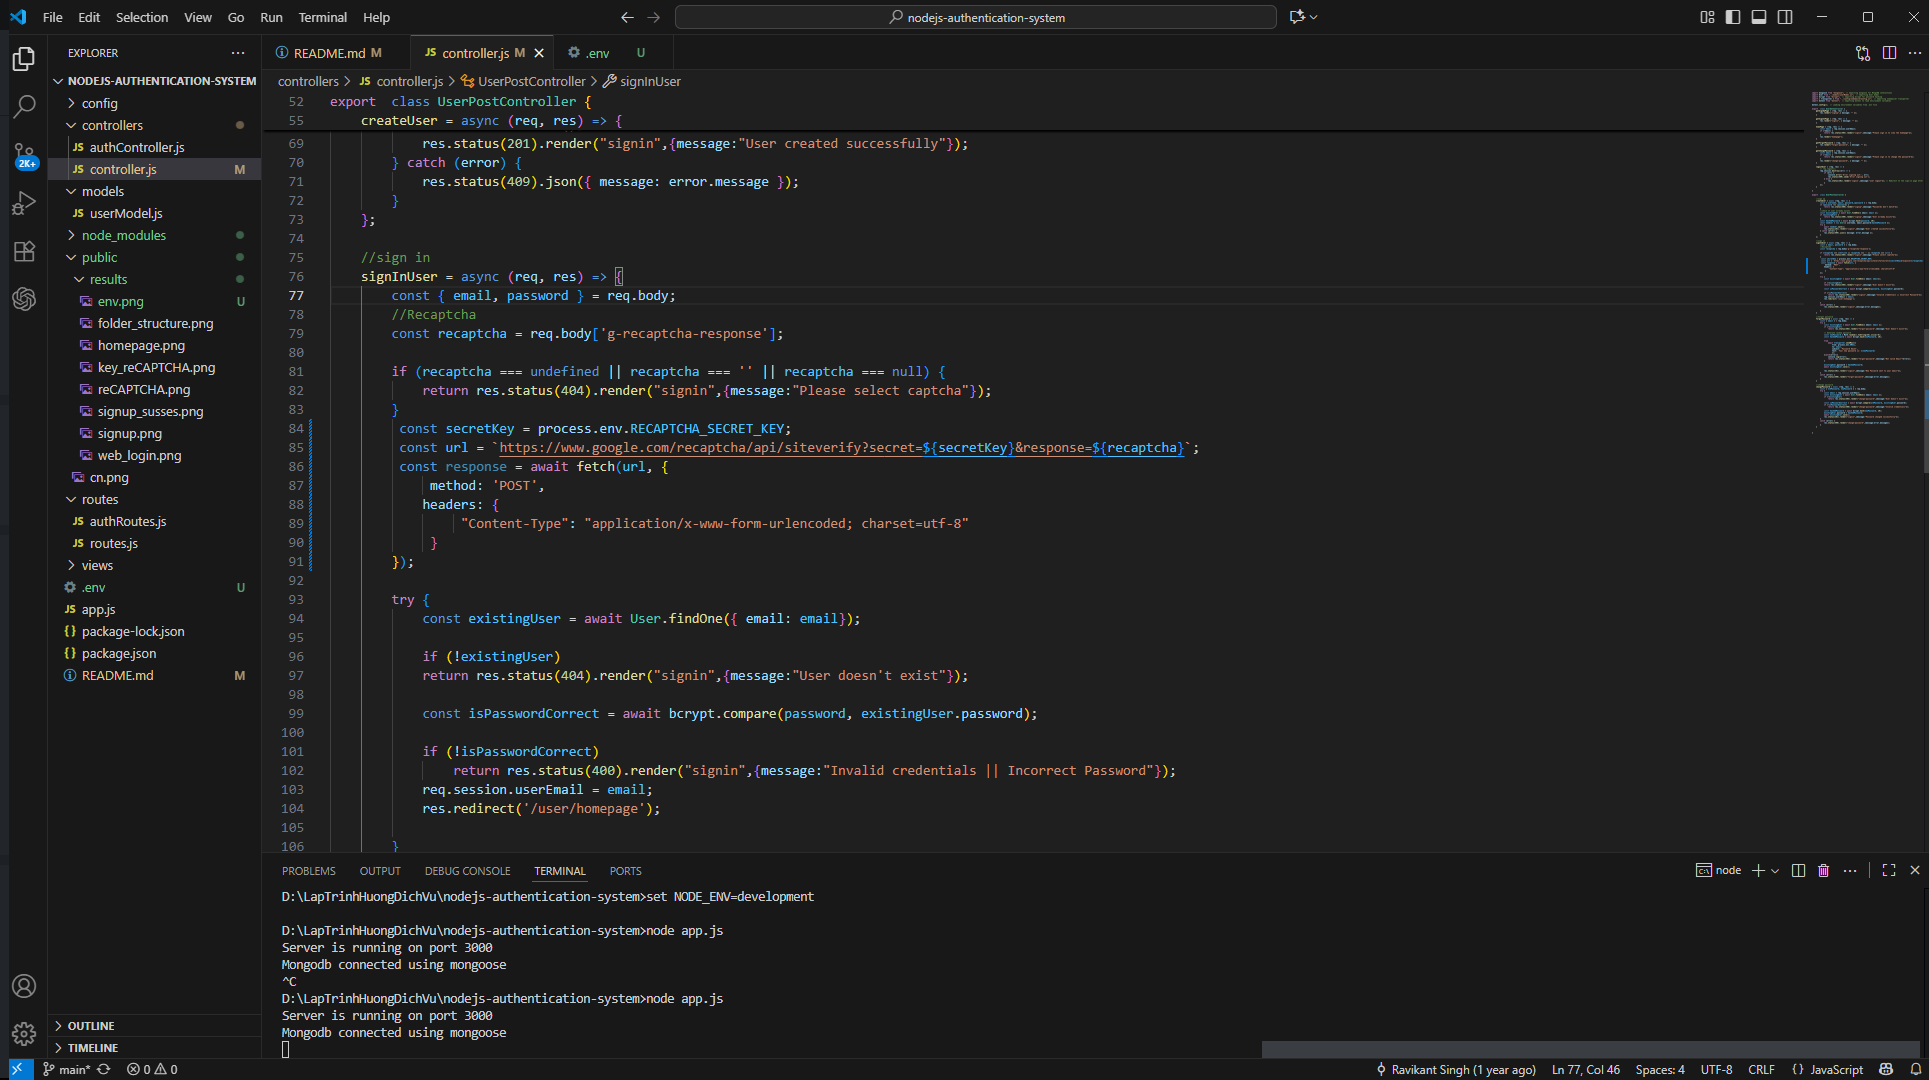 File Edit Selection View Go Run Terminal Help
nodejs-authentication-system
EXPLORER
NODEJS-AUTHENTICATION-SYSTEM
config
controllers
JS authController.js
JS controller.js M
models
JS userModel.js
node_modules
public
results
env.png U
folder_structure.png
homepage.png
key_reCAPTCHA.png
reCAPTCHA.png
signup_susses.png
signup.png
web_login.png
cn.png
routes
JS authRoutes.js
JS routes.js
views
.env U
JS app.js
{} package-lock.json
{} package.json
README.md M
OUTLINE
TIMELINE
2K+
README.md M JS controller.js M .env U
controllers > JS controller.js > UserPostController > signInUser
52 export class UserPostController {
55 createUser = async (req, res) => {
69 res.status(201).render("signin",{message:"User created successfully"});
70 } catch (error) {
71 res.status(409).json({ message: error.message });
72 }
73 };
74
75 //sign in
76 signInUser = async (req, res) => {
77 const { email, password } = req.body;
78 //Recaptcha
79 const recaptcha = req.body['g-recaptcha-response'];
80
81 if (recaptcha === undefined || recaptcha === '' || recaptcha === null) {
82 return res.status(404).render("signin",{message:"Please select captcha"});
83 }
84 const secretKey = process.env.RECAPTCHA_SECRET_KEY;
85 const url = `https://www.google.com/recaptcha/api/siteverify?secret=${secretKey}&response=${recaptcha}`;
86 const response = await fetch(url, {
87 method: 'POST',
88 headers: {
89 "Content-Type": "application/x-www-form-urlencoded; charset=utf-8"
90 }
91 });
92
93 try {
94 const existingUser = await User.findOne({ email: email});
95
96 if (!existingUser)
97 return res.status(404).render("signin",{message:"User doesn't exist"});
98
99 const isPasswordCorrect = await bcrypt.compare(password, existingUser.password);
100
101 if (!isPasswordCorrect)
102 return res.status(400).render("signin",{message:"Invalid credentials || Incorrect Password"});
103 req.session.userEmail = email;
104 res.redirect('/user/homepage');
105
106 }
PROBLEMS OUTPUT DEBUG CONSOLE TERMINAL PORTS
node
D:\LapTrinhHuongDichVu\nodejs-authentication-system>set NODE_ENV=development
D:\LapTrinhHuongDichVu\nodejs-authentication-system>node app.js
Server is running on port 3000
Mongodb connected using mongoose
^C
D:\LapTrinhHuongDichVu\nodejs-authentication-system>node app.js
Server is running on port 3000
Mongodb connected using mongoose
main* 0 0 Ravikant Singh (1 year ago) Ln 77, Col 46 Spaces: 4 UTF-8 CRLF {} JavaScript